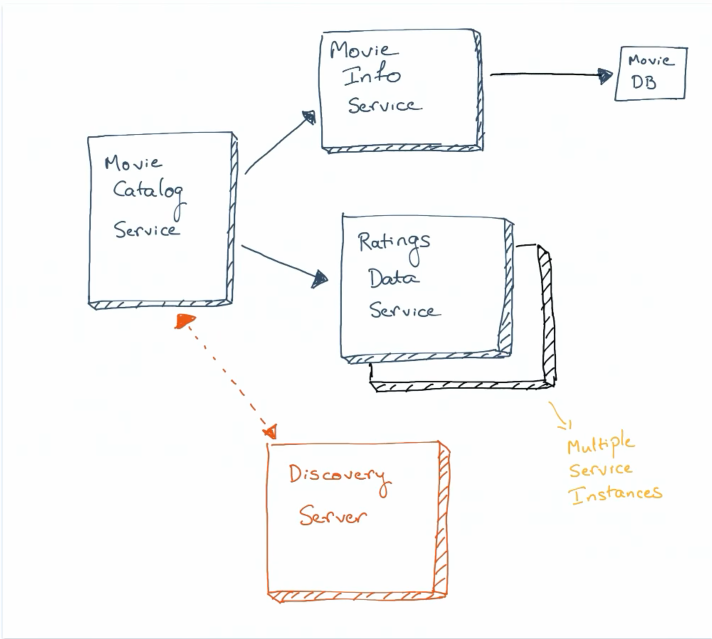 Movie
Info
Service
Movie
DB
Movie
Catalog
Service
Ratings
Data
Service
Discovery
Server
Multiple
Service
Instances